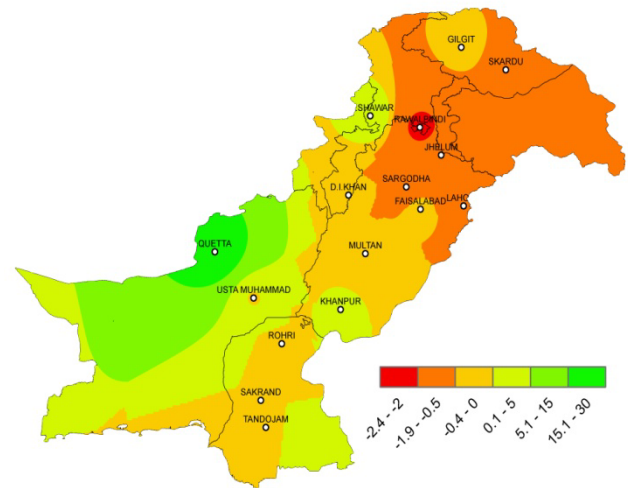 GILGIT
SKARDU
SHAWAR
RAWALPINDI
JHELUM
SARGODHA
D.I.KHAN
FAISALABAD
LAHO
QUETTA
MULTAN
USTA MUHAMMAD
KHANPUR
ROHRI
SAKRAND
TANDOJAM
-2.4 - -2
-1.9 - -0.5
-0.4 - 0
0.1 - 5
5.1 - 15
15.1 - 30